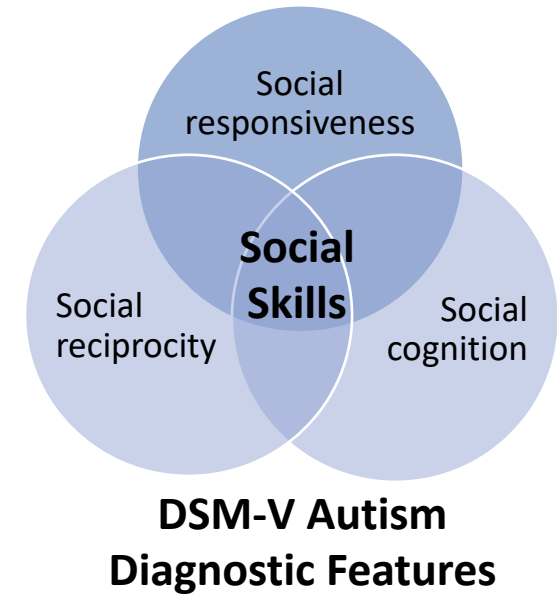 Social
responsiveness
Social
Skills
Social
reciprocity
Social
cognition
DSM-V Autism
Diagnostic Features